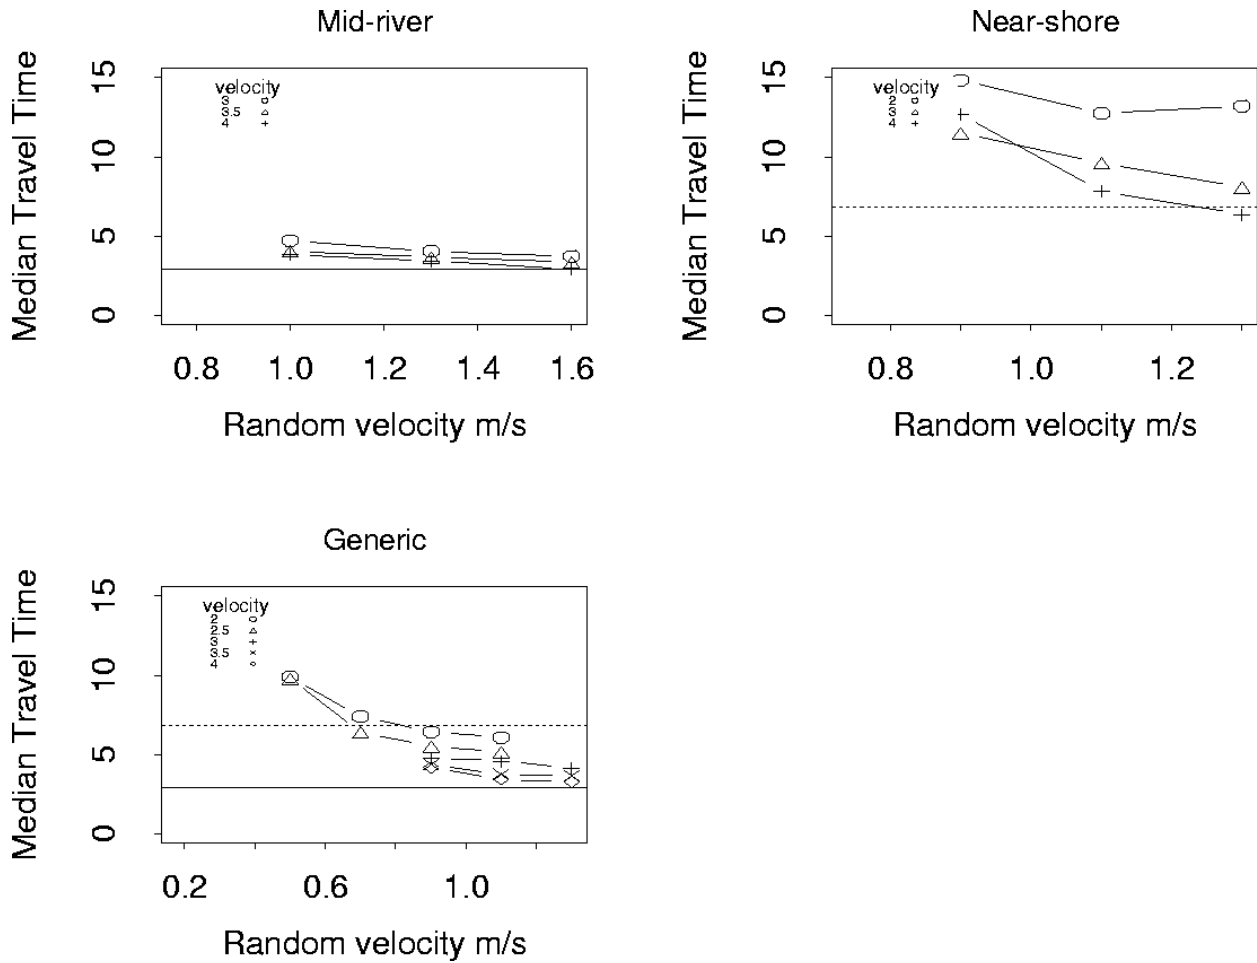 Mid-river
Median Travel Time
15
10
5
0
velocity
3
3.5
4
0.8 1.0 1.2 1.4 1.6
Random velocity m/s
Near-shore
Median Travel Time
15
10
5
0
velocity
2
3
4
0.8 1.0 1.2
Random velocity m/s
Generic
Median Travel Time
15
10
5
0
velocity
2
2.5
3
3.5
4
0.2 0.6 1.0
Random velocity m/s